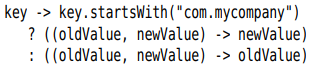 key -> key.startsWith("com.mycompany")
? ((oldValue, newValue) -> newValue)
: ((oldValue, newValue) -> oldValue)